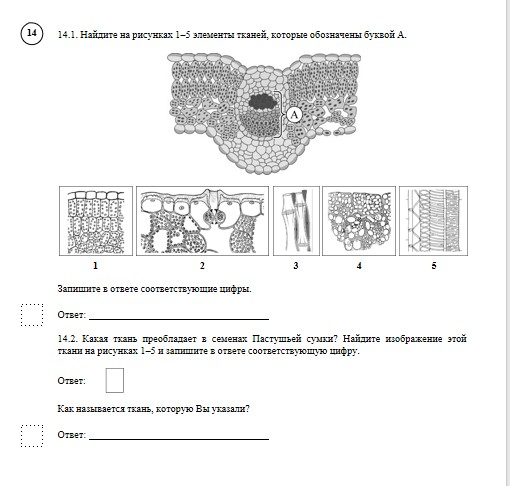 14
14.1. Найдите на рисунках 1–5 элементы тканей, которые обозначены буквой А.
А
1 2 3 4 5
Запишите в ответе соответствующие цифры.
Ответ: ____________________
14.2. Какая ткань преобладает в семенах Пастушьей сумки? Найдите изображение этой
ткани на рисунках 1–5 и запишите в ответе соответствующую цифру.
Ответ:
Как называется ткань, которую Вы указали?
Ответ: ____________________